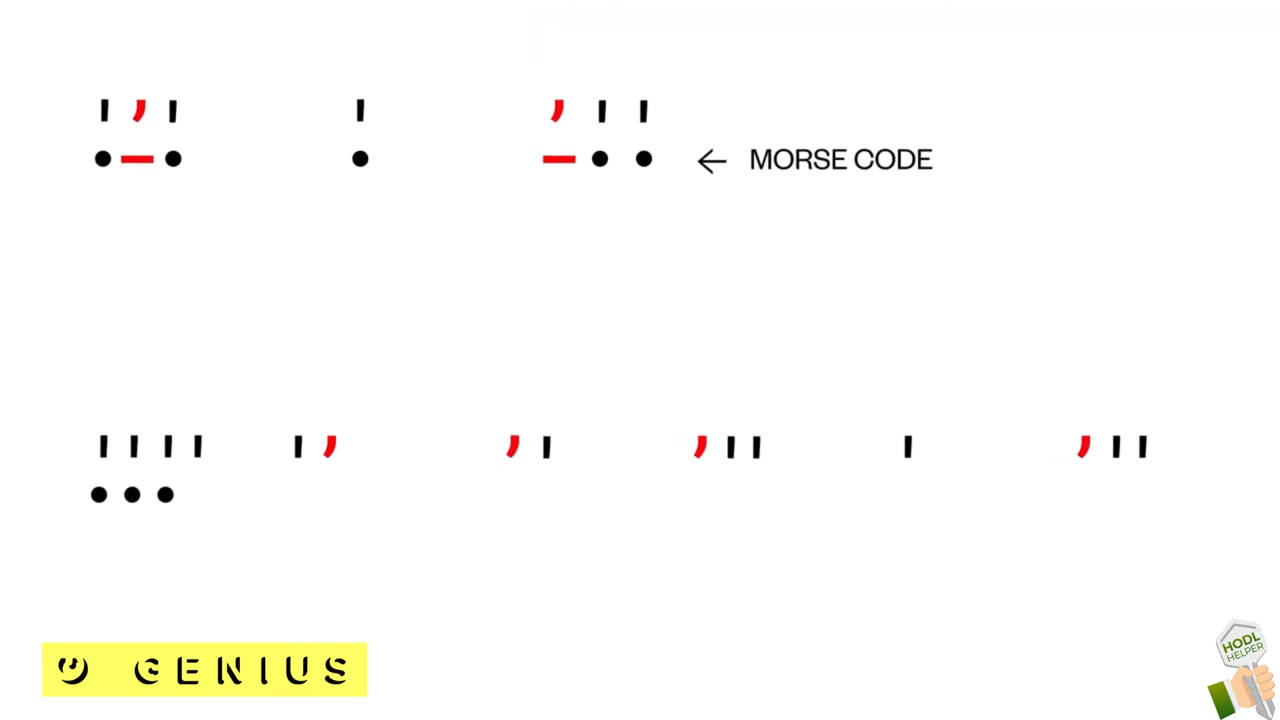 ' , '   '   , ' '
• — •   •   — • • ← MORSE CODE
' ' ' '   ' ,   , '   , ' '   '   , ' '
• • •
GENIUS
HODL
HELPER